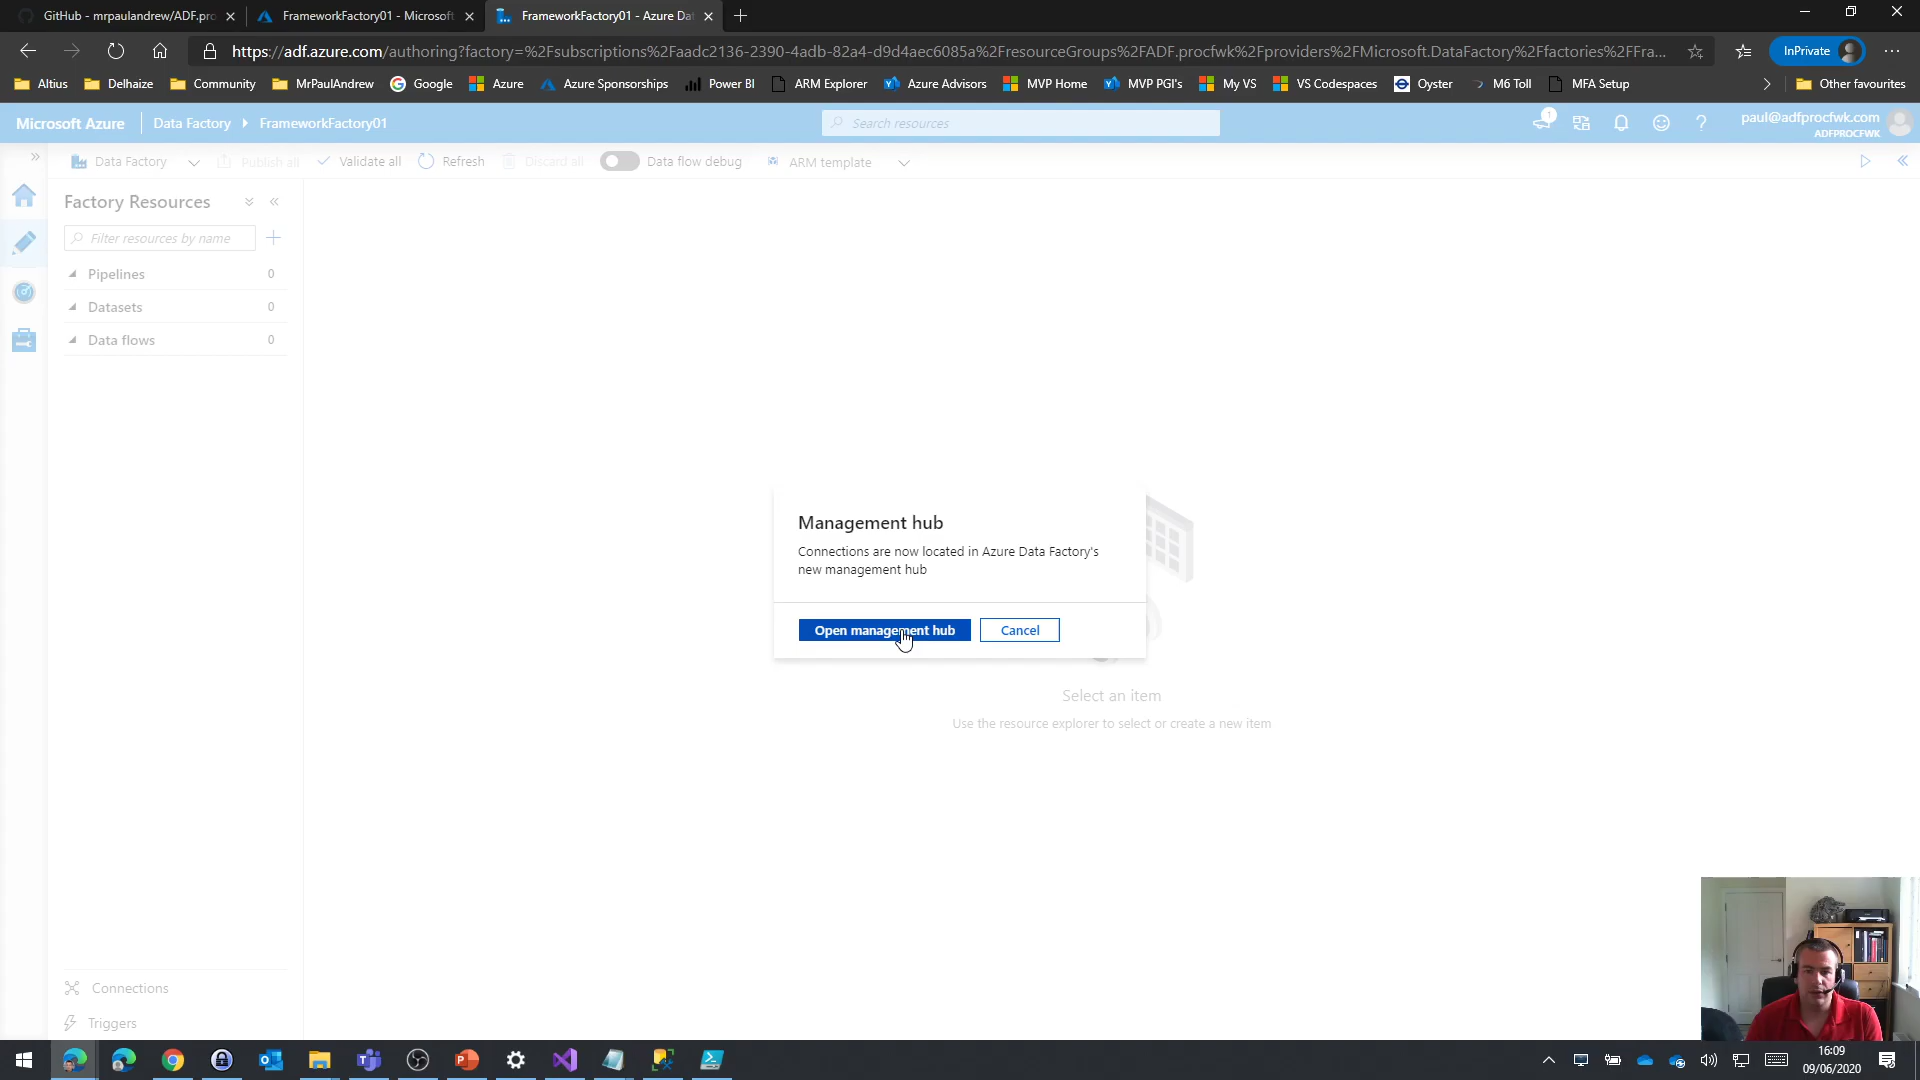 GitHub - mrpaulandrew/ADF.pro
FrameworkFactory01 - Microsoft
FrameworkFactory01 - Azure Dat
https://adf.azure.com/authoring?factory=%2Fsubscriptions%2Faadc2136-2390-4adb-82a4-d9d4aec6085a%2FresourceGroups%2FADF.procfwk%2Fproviders%2FMicrosoft.DataFactory%2Ffactories%2FFra...
InPrivate
Altius
Delhaize
Community
MrPaulAndrew
Google
Azure
Azure Sponsorships
Power BI
ARM Explorer
Azure Advisors
MVP Home
MVP PGI's
My VS
VS Codespaces
Oyster
M6 Toll
MFA Setup
Other favourites
Microsoft Azure
Data Factory
FrameworkFactory01
Search resources
1
paul@adfprocfwk.com
ADFPROCFWK
Data Factory
Publish all
Validate all
Refresh
Discard all
Data flow debug
ARM template
Factory Resources
Filter resources by name
Pipelines 0
Datasets 0
Data flows 0
Management hub
Connections are now located in Azure Data Factory's
new management hub
Open management hub
Cancel
Select an item
Use the resource explorer to select or create a new item
Connections
Triggers
16:09
09/06/2020